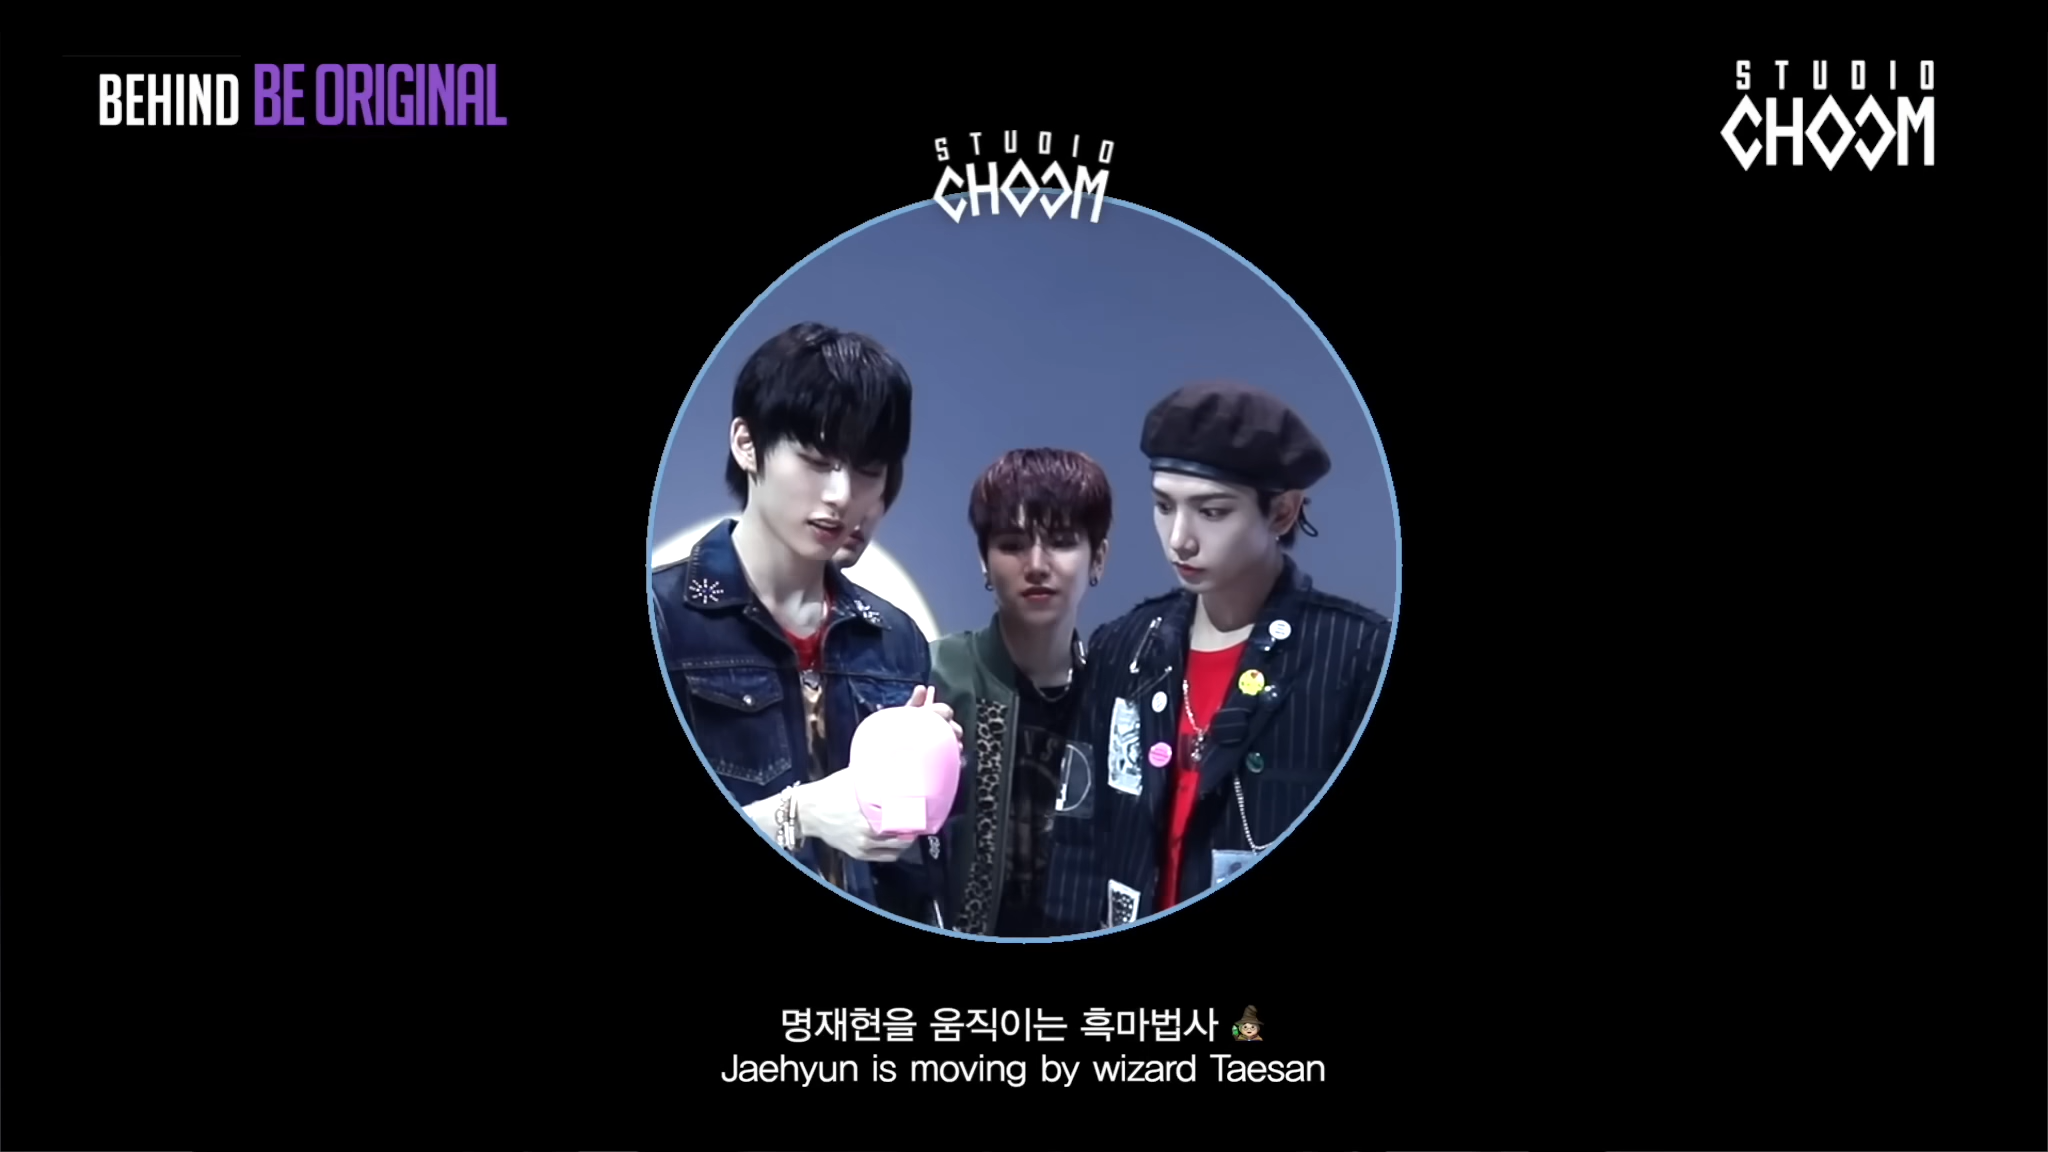 BEHIND BE ORIGINAL
STUDIO
CHOOM
STUDIO
CHOOM
명재현을 움직이는 흑마법사
Jaehyun is moving by wizard Taesan